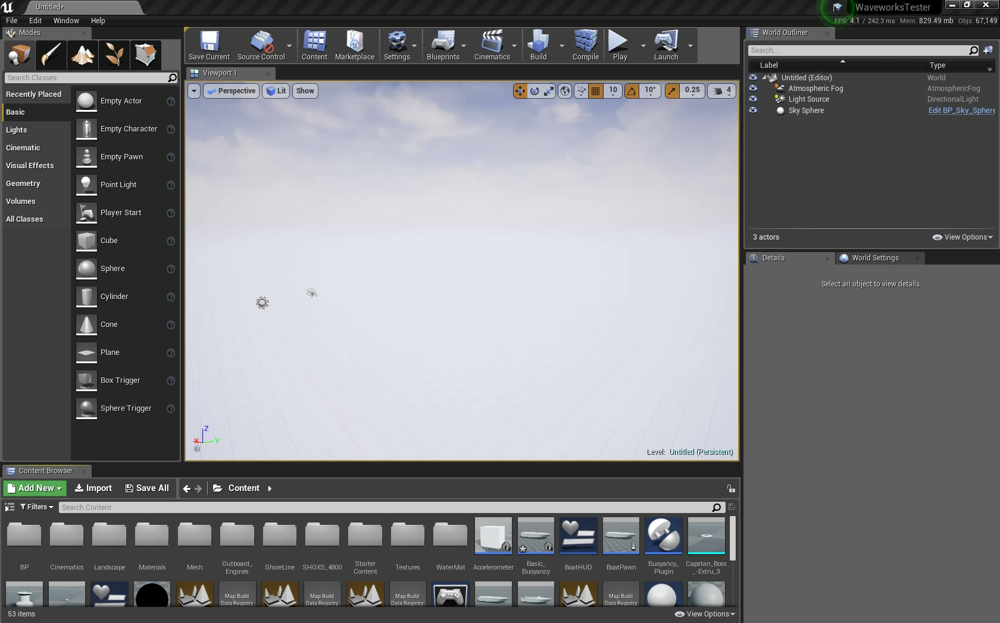 Untitled*
WaveworksTester
File Edit Window Help
FPS: 4.1 / 242.3 ms Mem: 829.49 mb Objs: 67,149
Modes
Search Classes
Recently Placed
Basic
Lights
Cinematic
Visual Effects
Geometry
Volumes
All Classes
Empty Actor
Empty Character
Empty Pawn
Point Light
Player Start
Cube
Sphere
Cylinder
Cone
Plane
Box Trigger
Sphere Trigger
Save Current Source Control Content Marketplace Settings Blueprints Cinematics Build Compile Play Launch
Viewport 1
Perspective Lit Show 10 10° 0.25 4
Z
X Y
Level: Untitled (Persistent)
World Outliner
Search...
Label Type
Untitled (Editor) World
Atmospheric Fog AtmosphericFog
Light Source DirectionalLight
Sky Sphere Edit BP_Sky_Sphere
3 actors View Options
Details World Settings
Select an object to view details.
Content Browser
Add New Import Save All Content
Filters Search Content
BP
Cinematics
Landscape
Materials
Mesh
Outboard_
Engines
ShoreLine
SHOXS_4800
Starter
Content
Textures
WaterMat
Accelerometer
Basic_
Buoyancy
BoatHUD
BoatPawn
Buoyancy_
Plugin
Capstan_Boss
_-Extru_3
Map Build
Data Registry
Map Build
Data Registry
Map Build
Data Registry
Map Build
Data Registry
53 items View Options